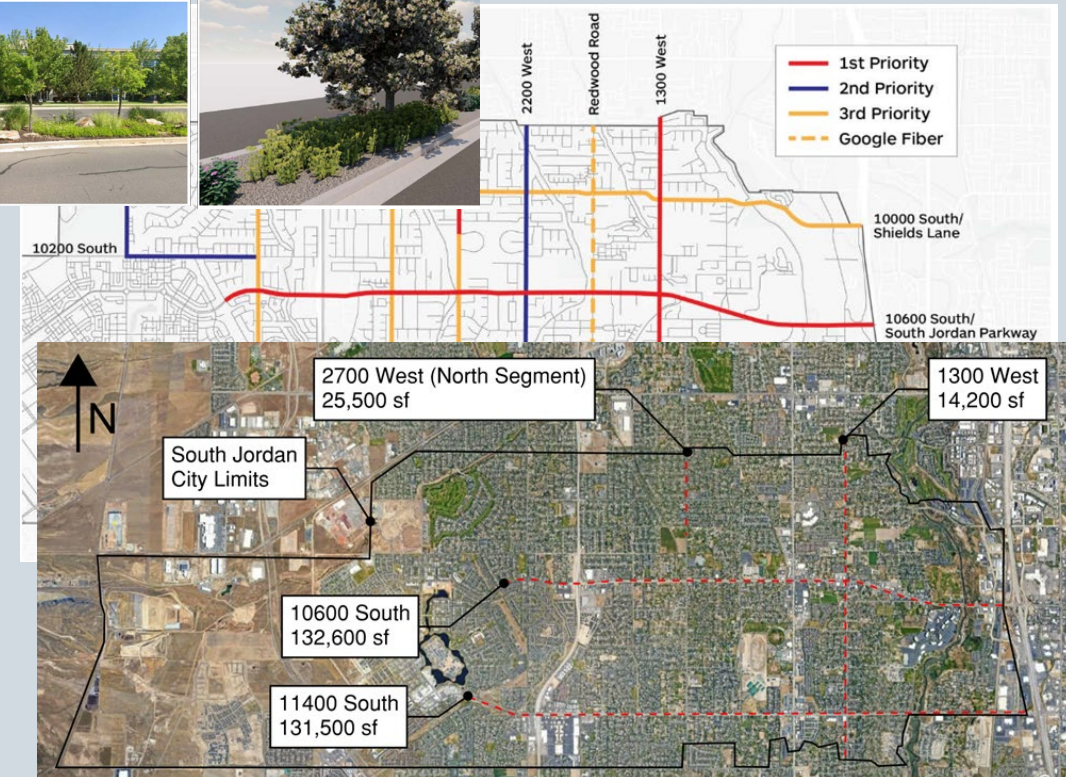 2200 West
Redwood Road
1300 West
1st Priority
2nd Priority
3rd Priority
Google Fiber
10200 South
10000 South/
Shields Lane
10600 South/
South Jordan Parkway
N
2700 West (North Segment)
25,500 sf
1300 West
14,200 sf
South Jordan
City Limits
10600 South
132,600 sf
11400 South
131,500 sf